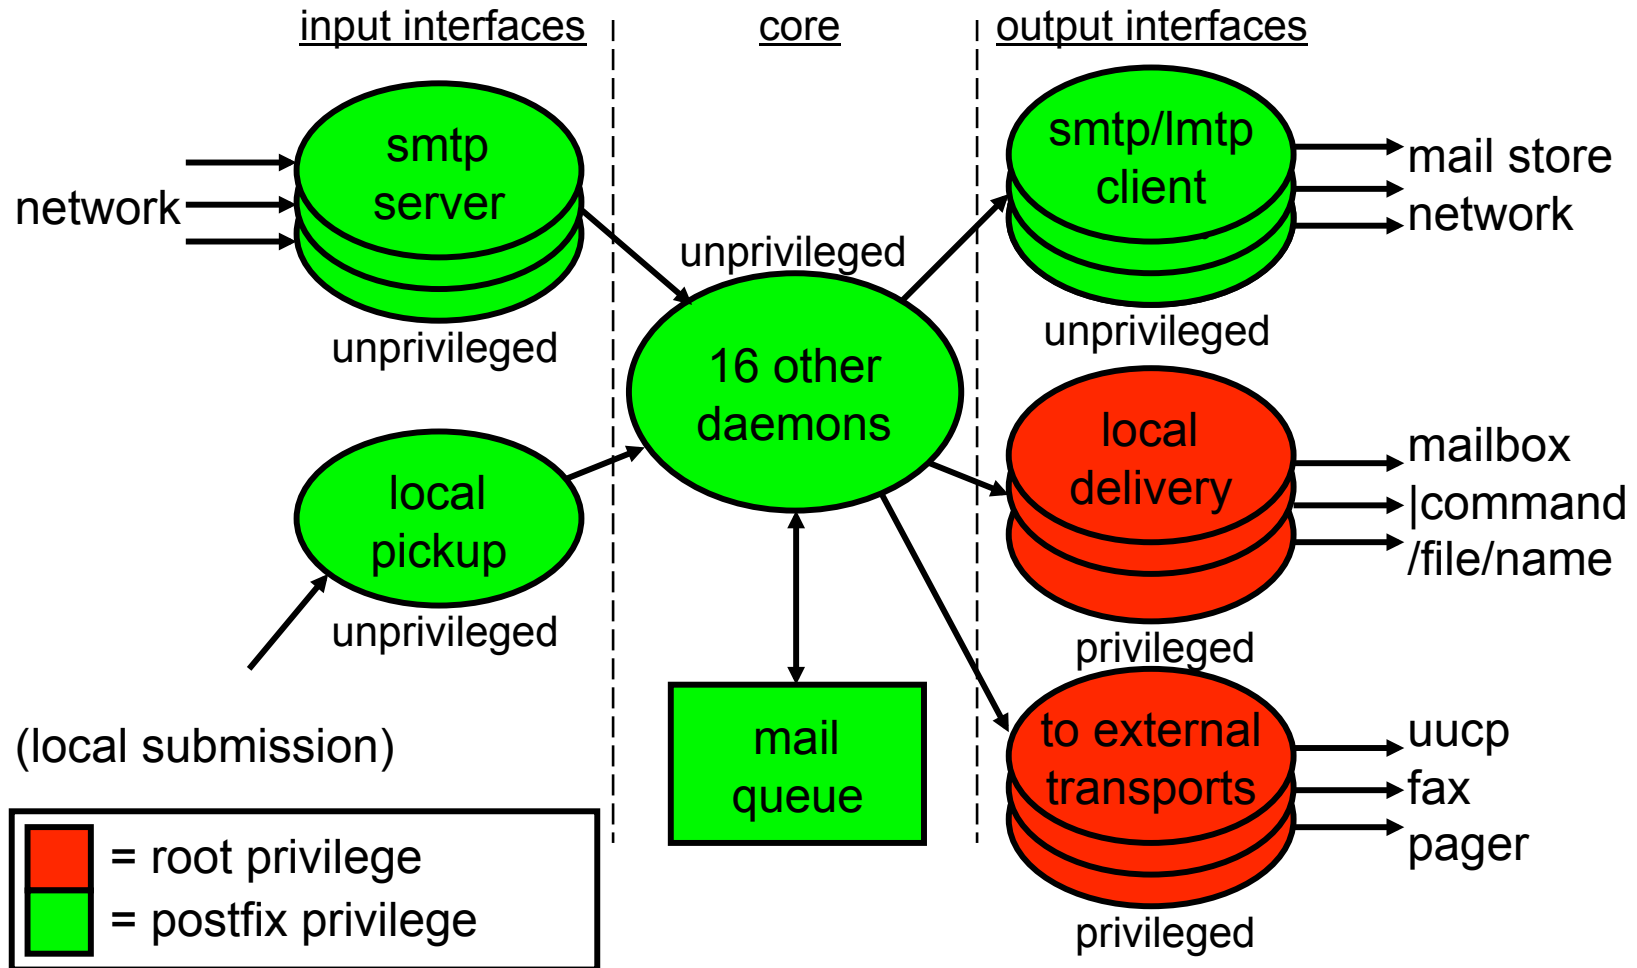 input interfaces
core
output interfaces
network
smtp
server
unprivileged
local
pickup
unprivileged
(local submission)
unprivileged
16 other
daemons
mail
queue
smtp/lmtp
client
unprivileged
mail store
network
local
delivery
privileged
mailbox
|command
/file/name
to external
transports
privileged
uucp
fax
pager
= root privilege
= postfix privilege